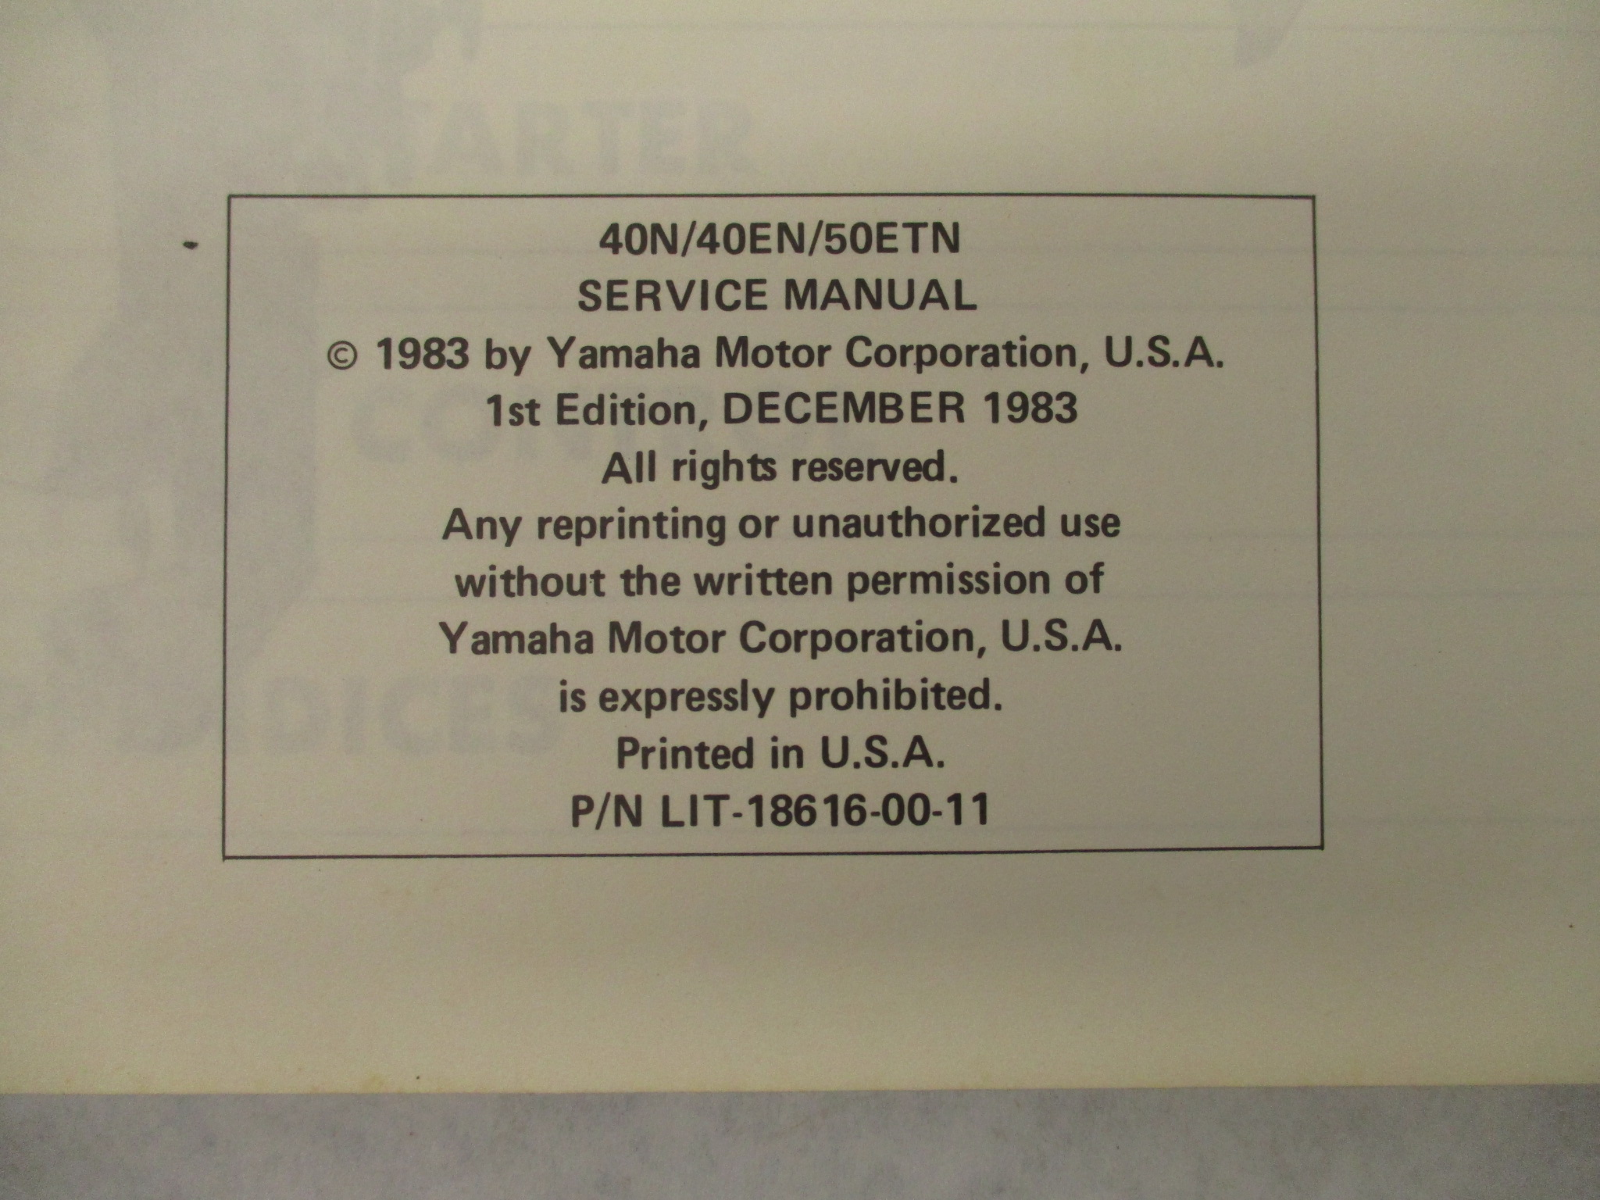 40N/40EN/50ETN
SERVICE MANUAL
© 1983 by Yamaha Motor Corporation, U.S.A.
1st Edition, DECEMBER 1983
All rights reserved.
Any reprinting or unauthorized use
without the written permission of
Yamaha Motor Corporation, U.S.A.
is expressly prohibited.
Printed in U.S.A.
P/N LIT-18616-00-11